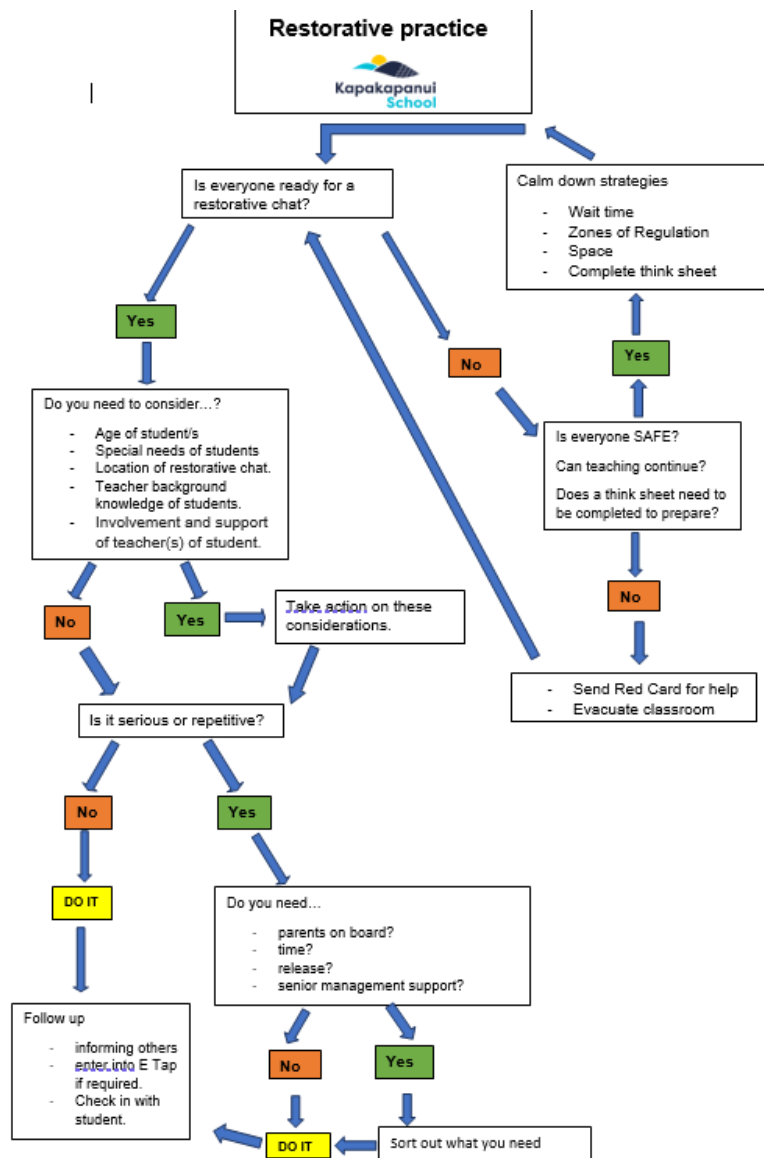 Restorative practice
Kapakapanui
School
Is everyone ready for a
restorative chat?
Calm down strategies
- Wait time
- Zones of Regulation
- Space
- Complete think sheet
Yes
No
Yes
Do you need to consider...?
- Age of student/s
- Special needs of students
- Location of restorative chat.
- Teacher background
knowledge of students.
- Involvement and support
of teacher(s) of student.
Is everyone SAFE?
Can teaching continue?
Does a think sheet need to
be completed to prepare?
No
No
Yes
Take action on these
considerations.
- Send Red Card for help
- Evacuate classroom
Is it serious or repetitive?
No
Yes
DO IT
Do you need...
- parents on board?
- time?
- release?
- senior management support?
Follow up
- informing others
- enter into E Tap
if required.
- Check in with
student.
No
Yes
DO IT
Sort out what you need